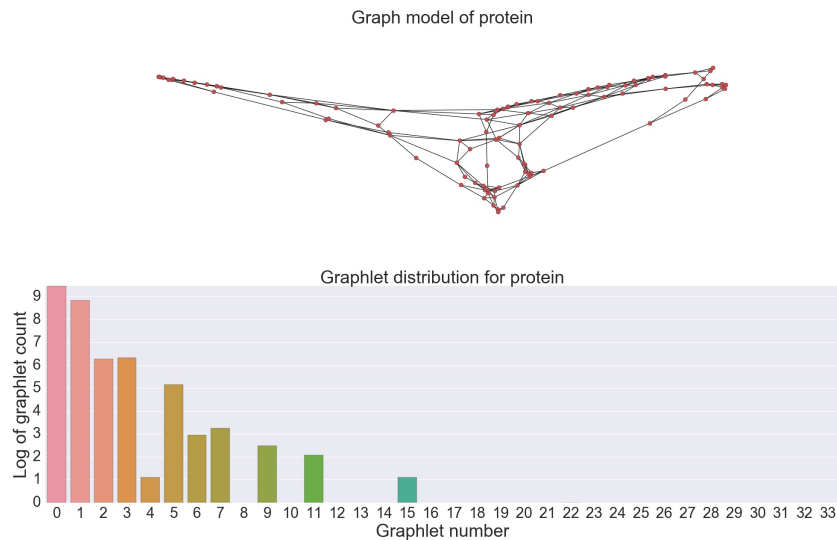 Graph model of protein
Graphlet distribution for protein
Log of graphlet count
9
8
7
6
5
4
3
2
1
0
0 1 2 3 4 5 6 7 8 9 10 11 12 13 14 15 16 17 18 19 20 21 22 23 24 25 26 27 28 29 30 31 32 33
Graphlet number